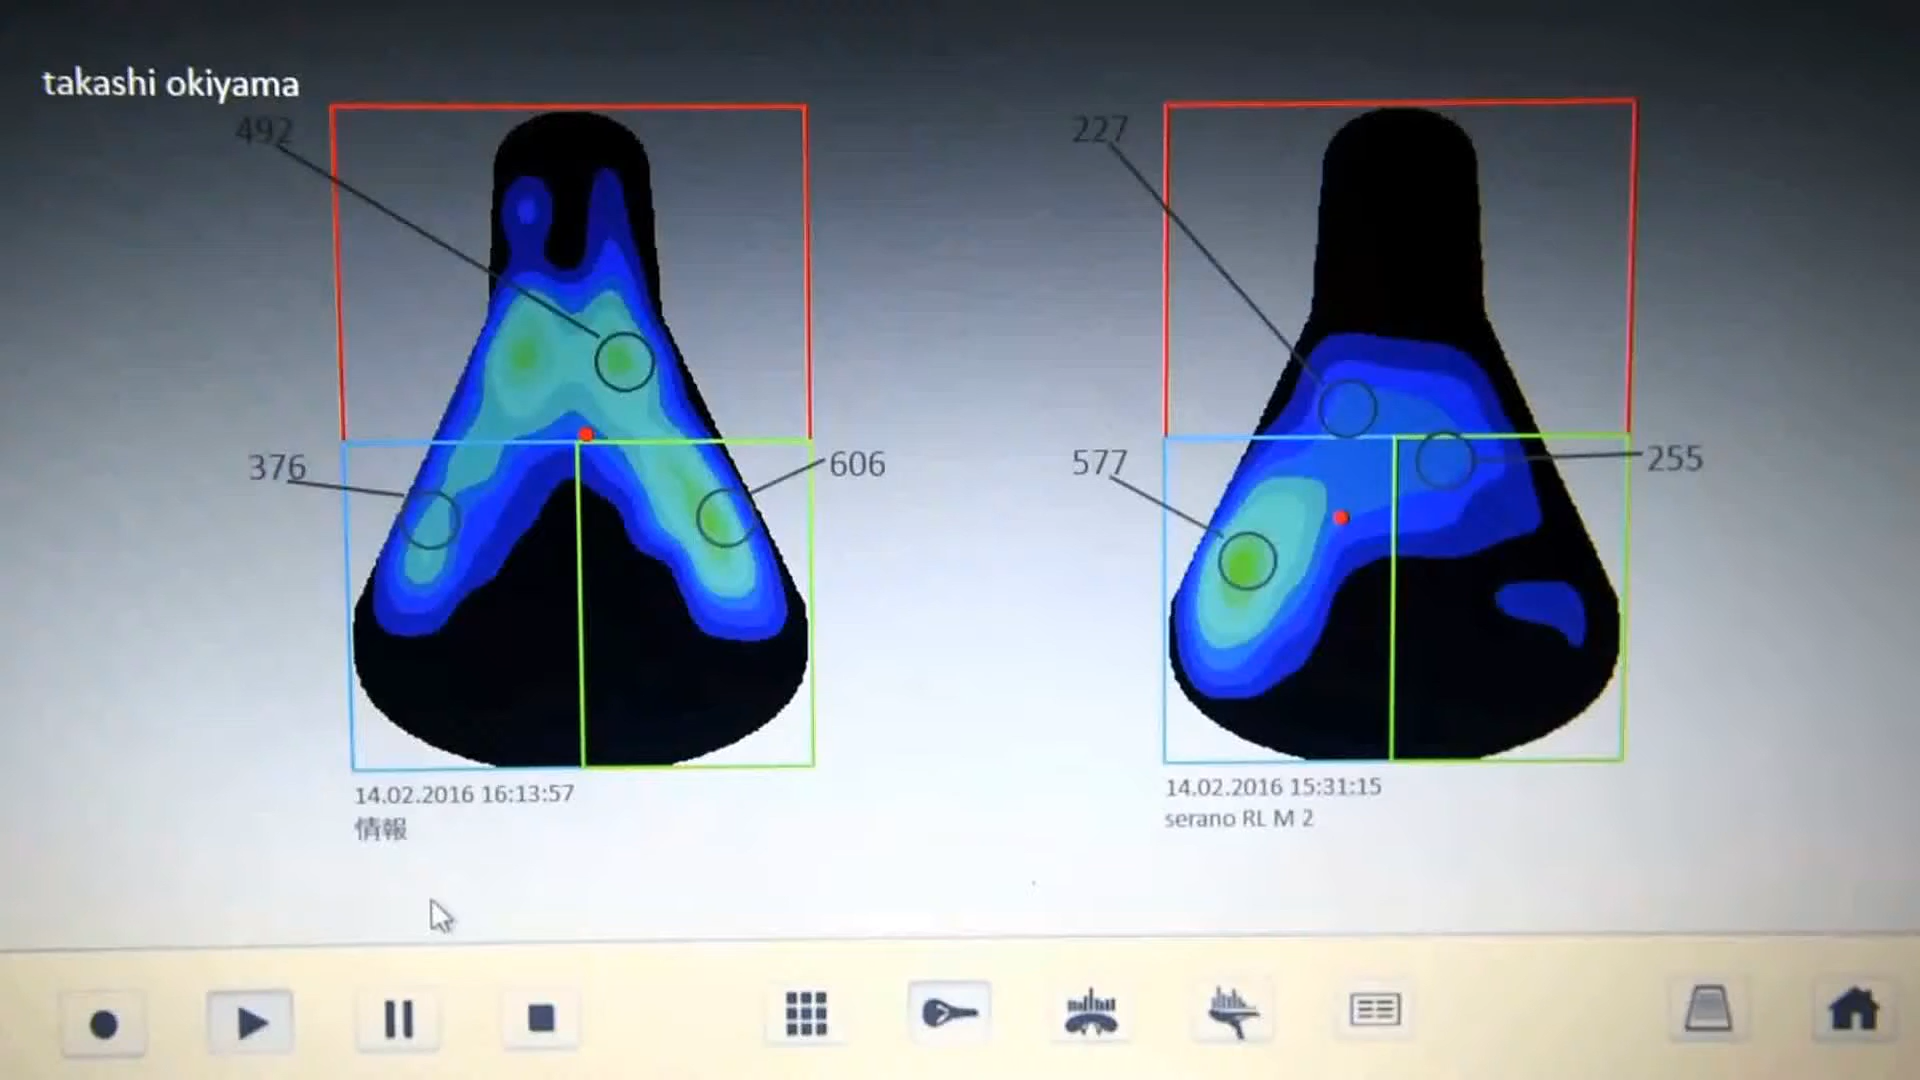 takashi okiyama
492
376
606
14.02.2016 16:13:57
情報
227
577
255
14.02.2016 15:31:15
serano RL M 2